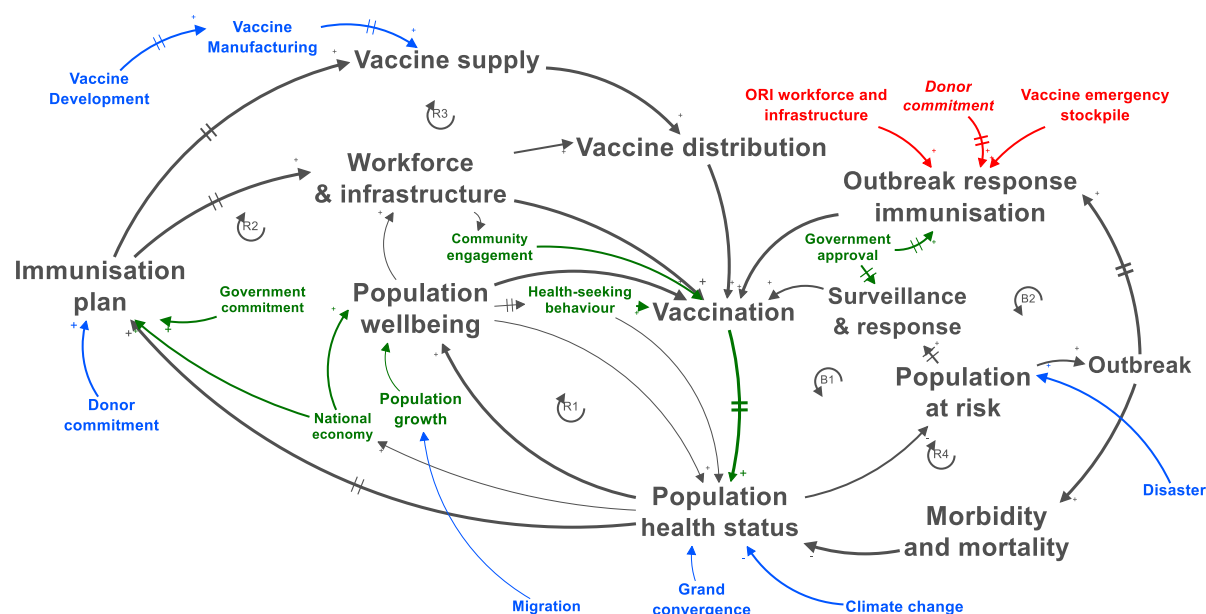 Vaccine
Manufacturing
Vaccine supply
Vaccine
Development
Donor
commitment
ORI workforce and
infrastructure
Vaccine emergency
stockpile
R3
Vaccine distribution
Workforce
& infrastructure
Outbreak response
immunisation
R2
Community
engagement
Government
approval
Immunisation
plan
Government
commitment
Population
wellbeing
Health-seeking
behaviour
Vaccination
Surveillance
& response
B2
Outbreak
Population
at risk
B1
Donor
commitment
National
economy
Population
growth
R1
R4
Disaster
Population
health status
Morbidity
and mortality
Migration
Grand
convergence
Climate change